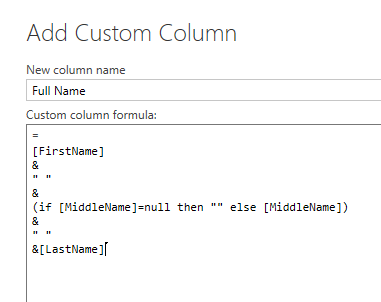 Add Custom Column
New column name
Full Name
Custom column formula:
=
[FirstName]
&
" "
&
(if [MiddleName]=null then "" else [MiddleName])
&
" "
&[LastName]